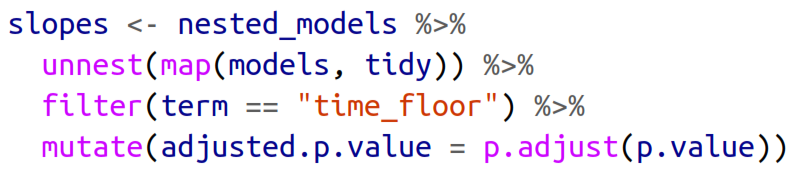 slopes <- nested_models %>%
  unnest(map(models, tidy)) %>%
  filter(term == "time_floor") %>%
  mutate(adjusted.p.value = p.adjust(p.value))